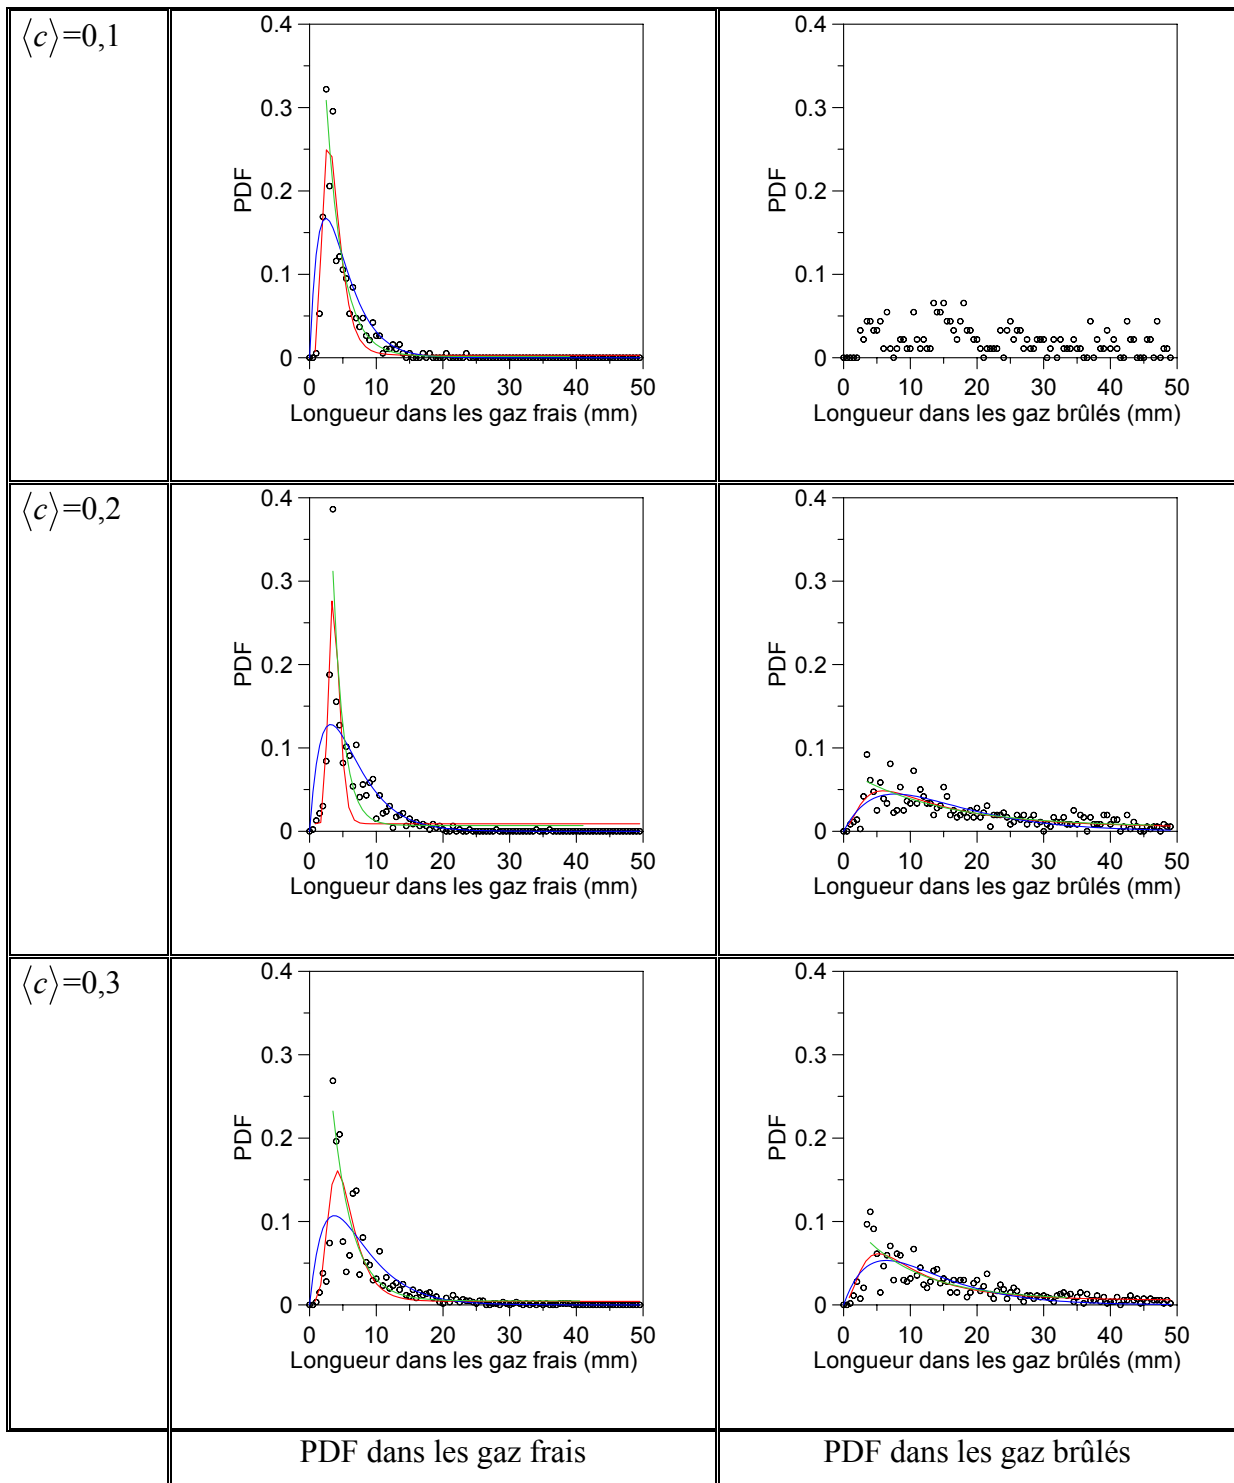 ⟨c⟩=0,1
0.4
0.3
0.2
0.1
0
PDF
0 10 20 30 40 50
Longueur dans les gaz frais (mm)
0.4
0.3
0.2
0.1
0
PDF
0 10 20 30 40 50
Longueur dans les gaz brûlés (mm)
⟨c⟩=0,2
0.4
0.3
0.2
0.1
0
PDF
0 10 20 30 40 50
Longueur dans les gaz frais (mm)
0.4
0.3
0.2
0.1
0
PDF
0 10 20 30 40 50
Longueur dans les gaz brûlés (mm)
⟨c⟩=0,3
0.4
0.3
0.2
0.1
0
PDF
0 10 20 30 40 50
Longueur dans les gaz frais (mm)
0.4
0.3
0.2
0.1
0
PDF
0 10 20 30 40 50
Longueur dans les gaz brûlés (mm)
PDF dans les gaz frais
PDF dans les gaz brûlés